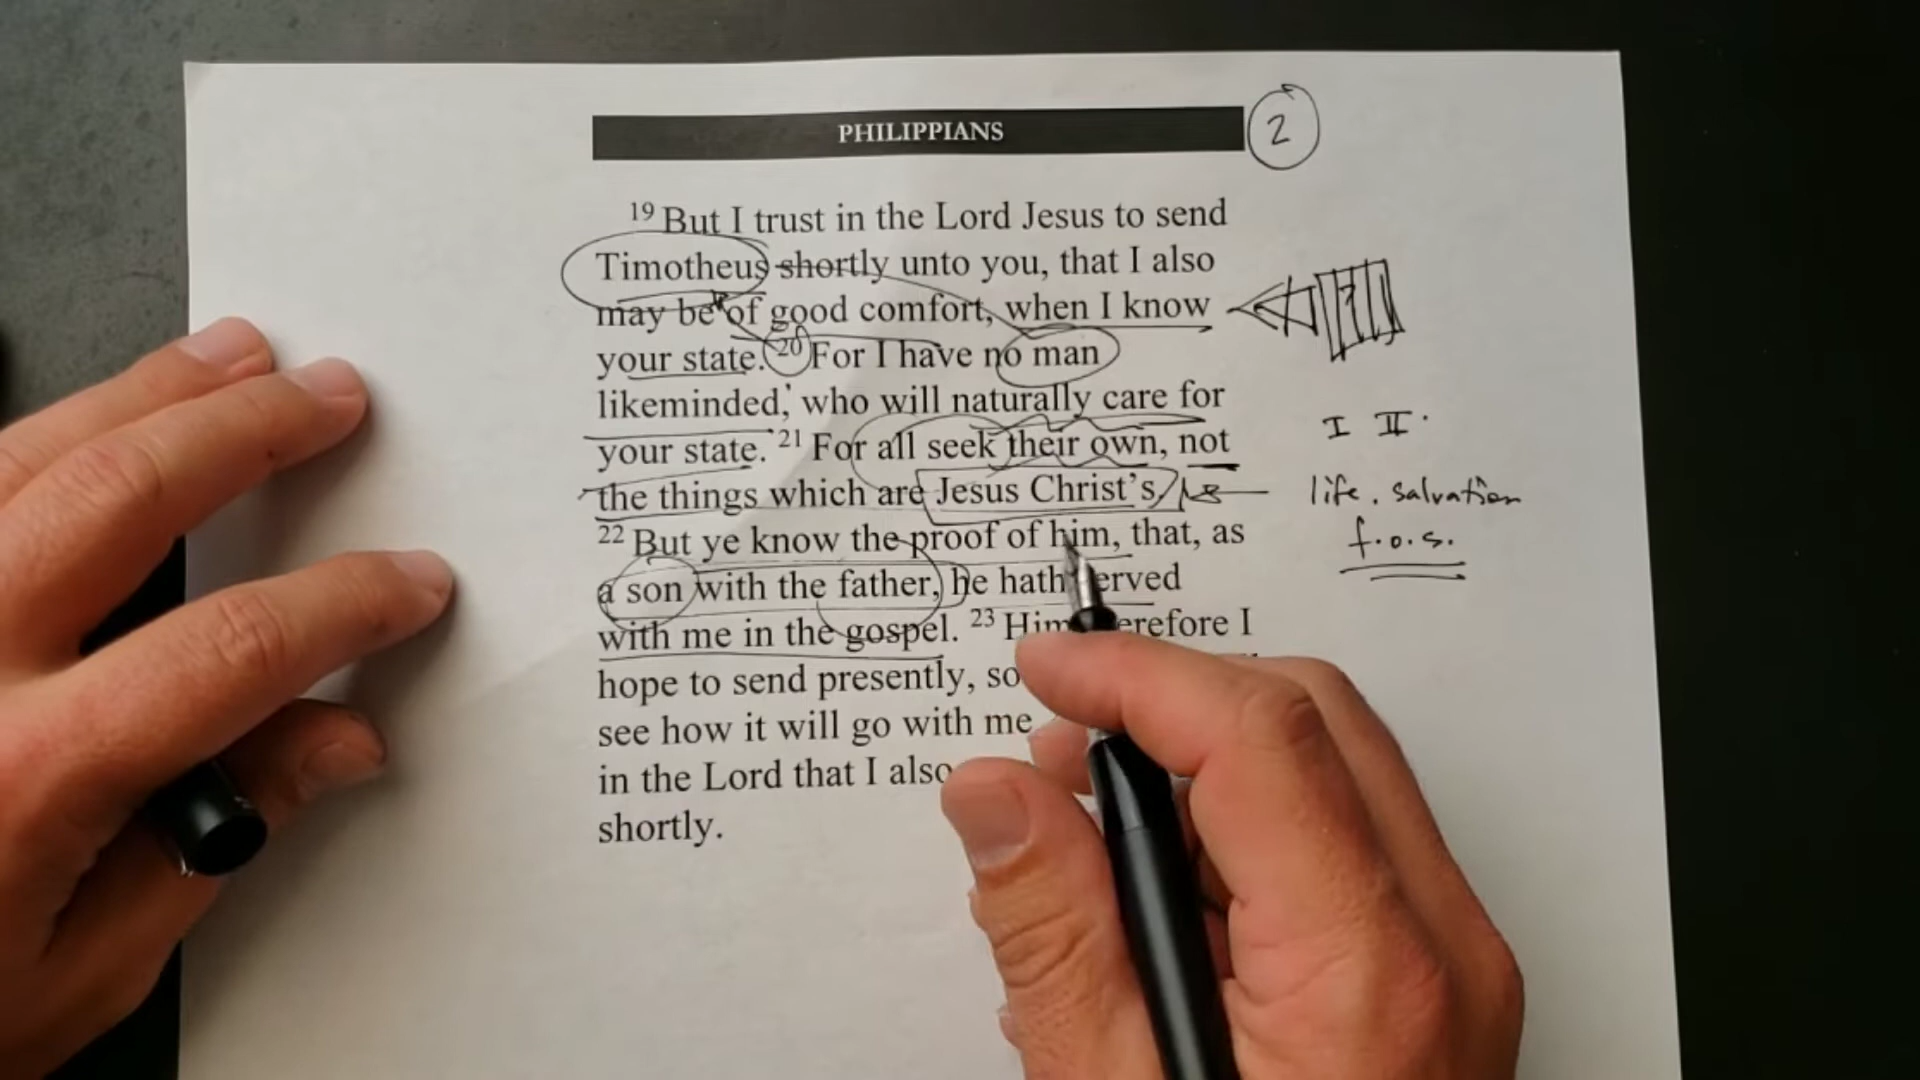 PHILIPPIANS
2
19 But I trust in the Lord Jesus to send
Timotheus shortly unto you, that I also
may be of good comfort, when I know
your state. 20 For I have no man
likeminded, who will naturally care for
your state. 21 For all seek their own, not
the things which are Jesus Christ's.
22 But ye know the proof of him, that, as
a son with the father, he hath served
with me in the gospel. 23 Him therefore I
hope to send presently, so
see how it will go with me
in the Lord that I also
shortly.
I II.
life. salvation
f.o.s.